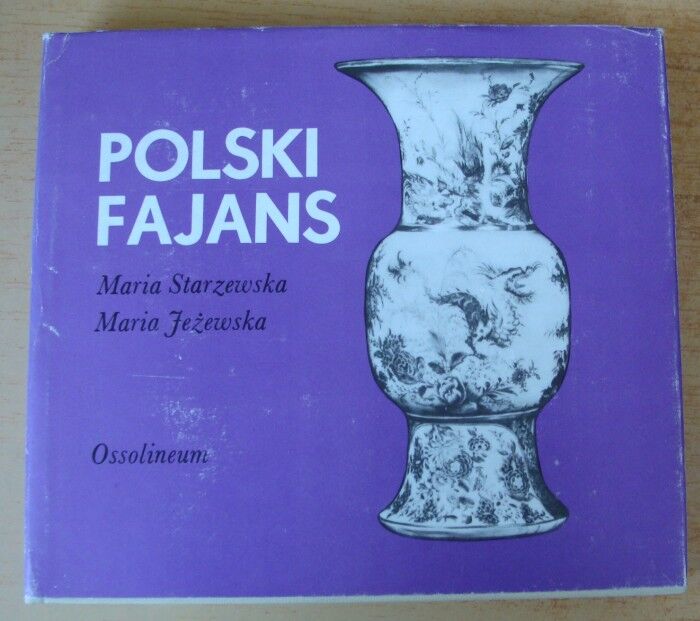 POLSKI
FAJANS
Maria Starzewska
Maria Jeżewska
Ossolineum